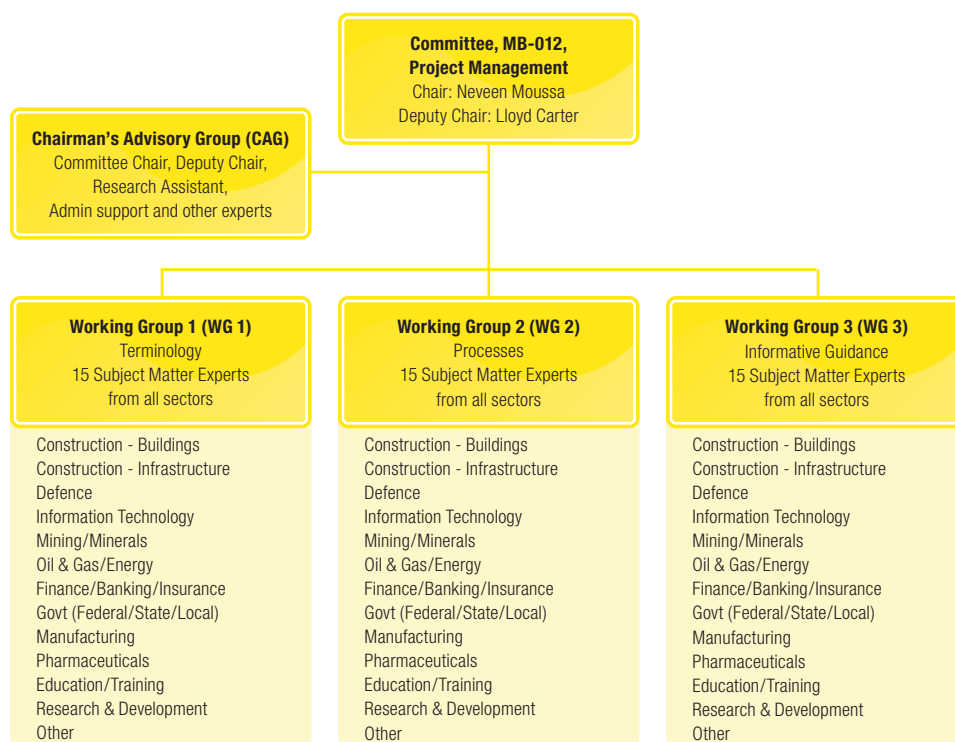 Committee, MB-012,
Project Management
Chair: Neveen Moussa
Deputy Chair: Lloyd Carter
Chairman's Advisory Group (CAG)
Committee Chair, Deputy Chair,
Research Assistant,
Admin support and other experts
Working Group 1 (WG 1)
Terminology
15 Subject Matter Experts
from all sectors
Construction - Buildings
Construction - Infrastructure
Defence
Information Technology
Mining/Minerals
Oil & Gas/Energy
Finance/Banking/Insurance
Govt (Federal/State/Local)
Manufacturing
Pharmaceuticals
Education/Training
Research & Development
Other
Working Group 2 (WG 2)
Processes
15 Subject Matter Experts
from all sectors
Construction - Buildings
Construction - Infrastructure
Defence
Information Technology
Mining/Minerals
Oil & Gas/Energy
Finance/Banking/Insurance
Govt (Federal/State/Local)
Manufacturing
Pharmaceuticals
Education/Training
Research & Development
Other
Working Group 3 (WG 3)
Informative Guidance
15 Subject Matter Experts
from all sectors
Construction - Buildings
Construction - Infrastructure
Defence
Information Technology
Mining/Minerals
Oil & Gas/Energy
Finance/Banking/Insurance
Govt (Federal/State/Local)
Manufacturing
Pharmaceuticals
Education/Training
Research & Development
Other